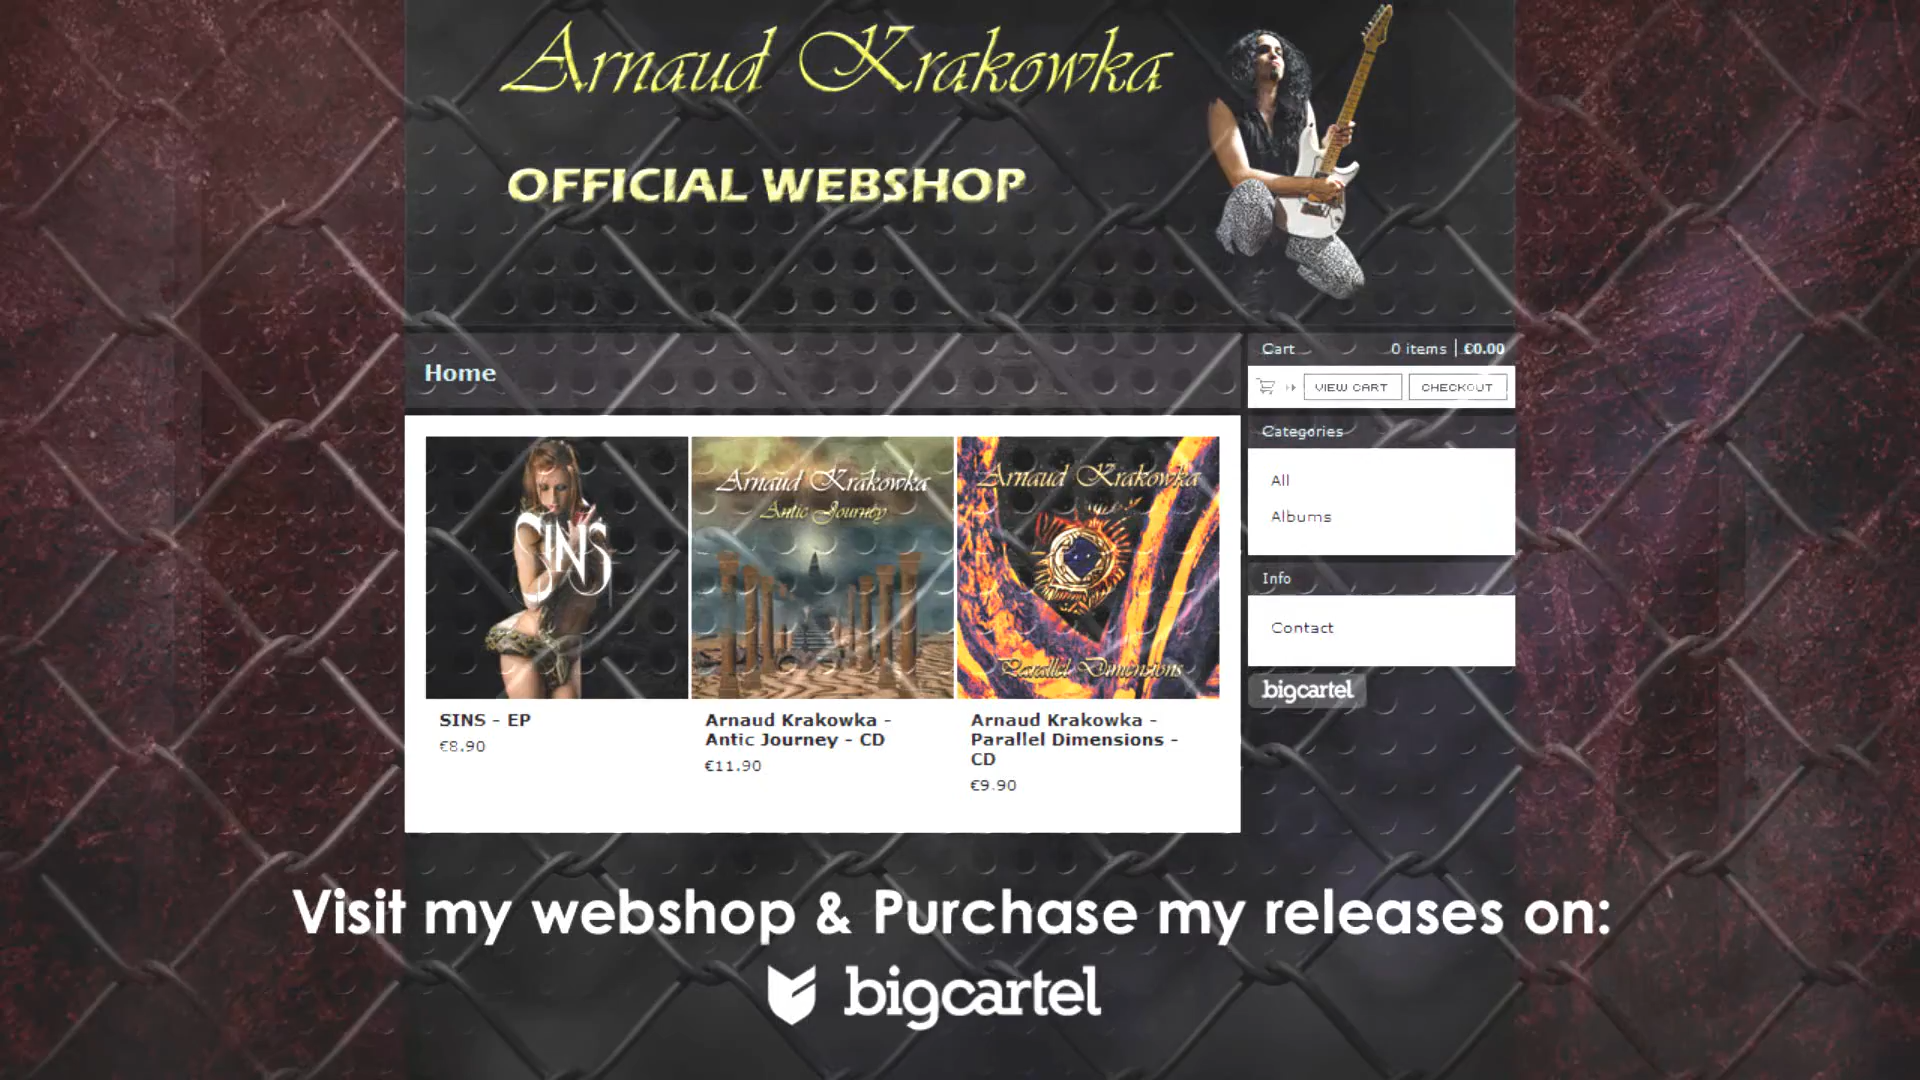 Arnaud Krakowka
OFFICIAL WEBSHOP
Home
Cart
0 items | €0.00
VIEW CART
CHECKOUT
Categories
All
Albums
Info
Contact
bigcartel
SINS
Arnaud Krakowka
Antic Journey
Arnaud Krakowka
Parallel Dimensions
SINS - EP
€8.90
Arnaud Krakowka -
Antic Journey - CD
€11.90
Arnaud Krakowka -
Parallel Dimensions -
CD
€9.90
Visit my webshop & Purchase my releases on:
bigcartel